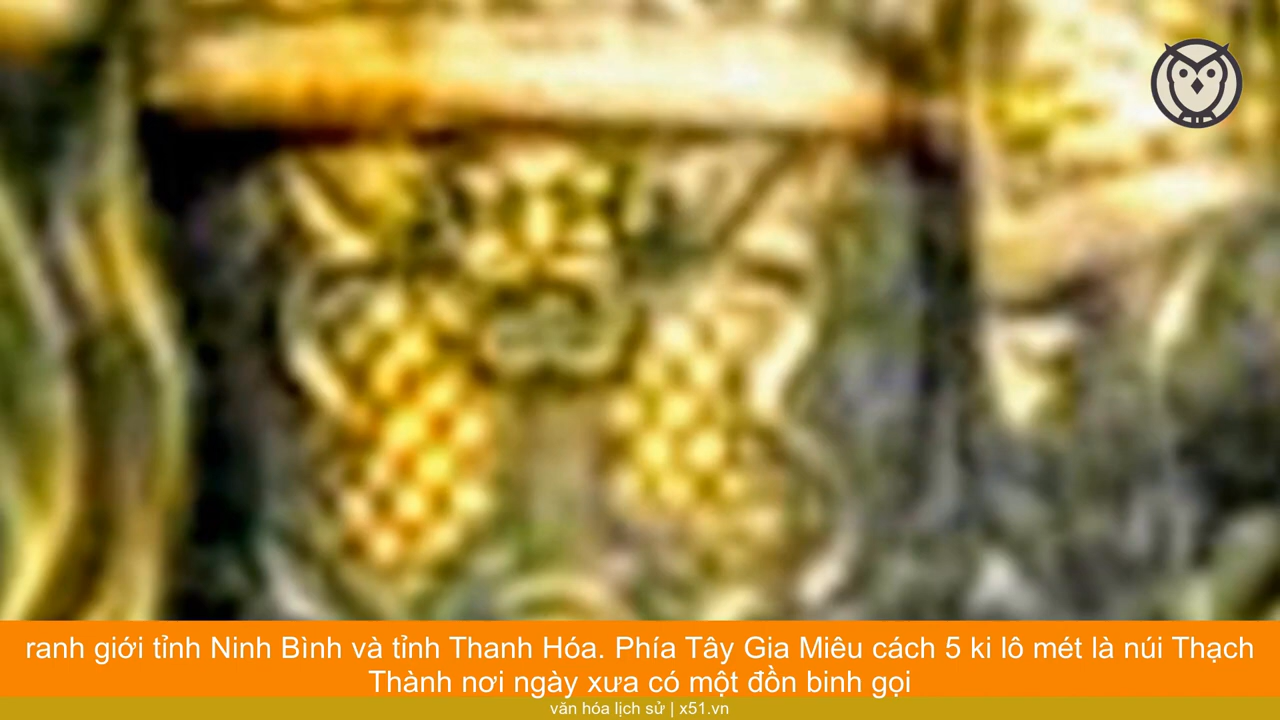 ranh giới tỉnh Ninh Bình và tỉnh Thanh Hóa. Phía Tây Gia Miêu cách 5 ki lô mét là núi Thạch
Thành nơi ngày xưa có một đồn binh gọi
văn hóa lịch sử | x51.vn